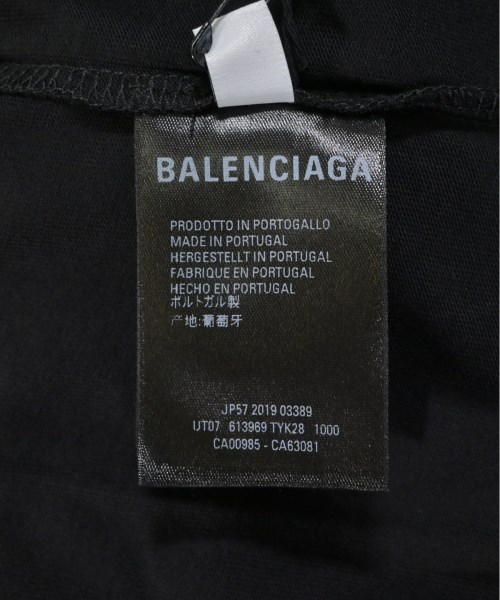 BALENCIAGA
PRODOTTO IN PORTOGALLO
MADE IN PORTUGAL
HERGESTELLT IN PORTUGAL
FABRIQUE EN PORTUGAL
HECHO EN PORTUGAL
ポルトガル製
产地:葡萄牙
JP57 2019 03389
UT07 613969 TYK28 1000
CA00985 - CA63081